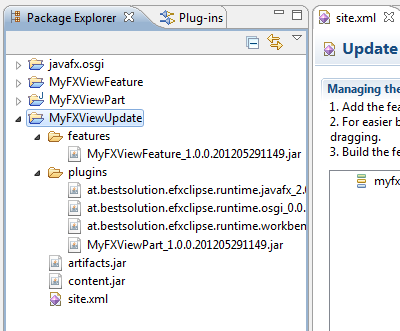 Package Explorer
Plug-ins
javafx.osgi
MyFXViewFeature
MyFXViewPart
MyFXViewUpdate
features
MyFXViewFeature_1.0.0.201205291149.jar
plugins
at.bestsolution.efxclipse.runtime.javafx_2.0
at.bestsolution.efxclipse.runtime.osgi_0.0.
at.bestsolution.efxclipse.runtime.workben
MyFXViewPart_1.0.0.201205291149.jar
artifacts.jar
content.jar
site.xml
site.xml
Update
Managing the
1. Add the fea
2. For easier b
dragging.
3. Build the fe
myfx